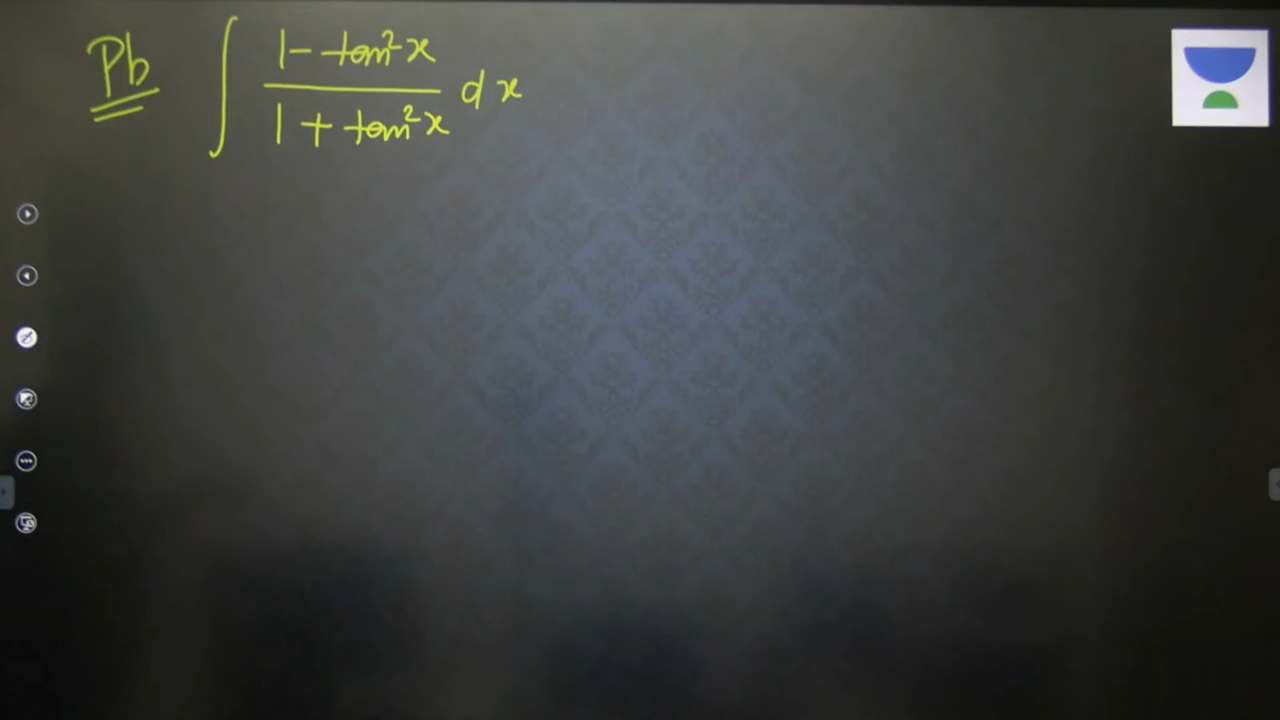 Pb ∫ (1 - tan²x)/(1 + tan²x) dx